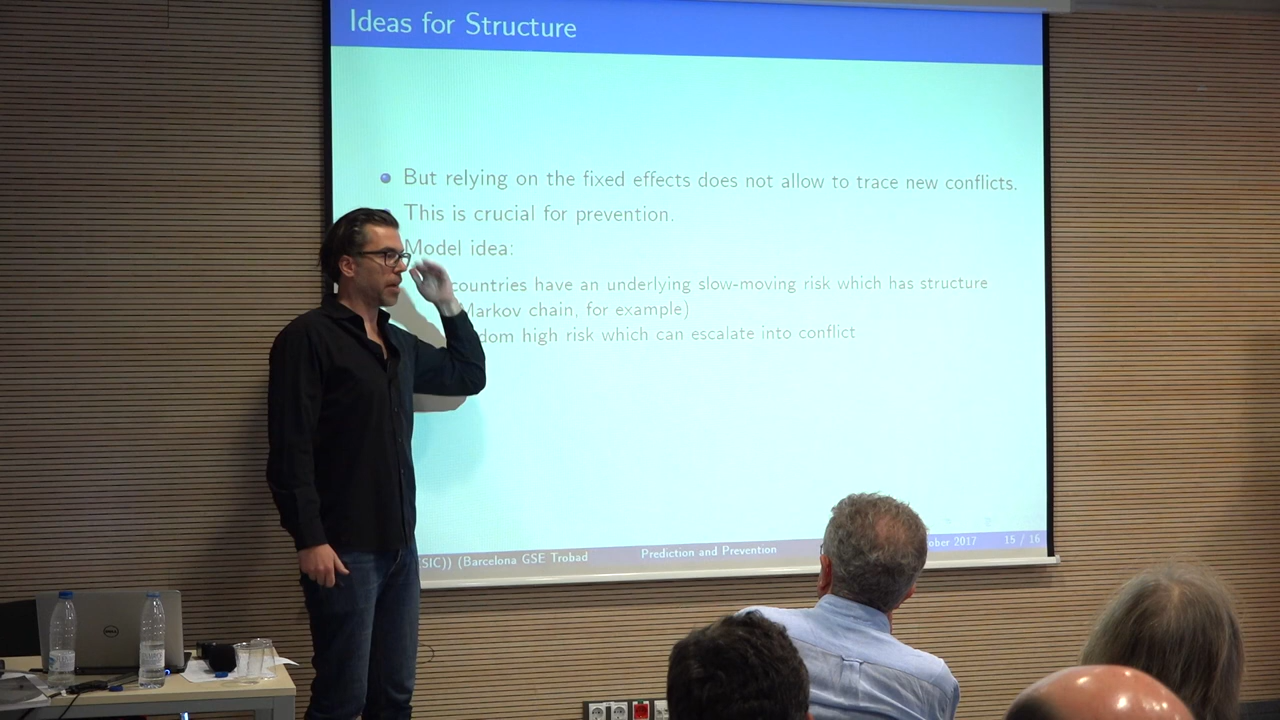 Ideas for Structure
But relying on the fixed effects does not allow to trace new conflicts.
This is crucial for prevention.
Model idea:
countries have an underlying slow-moving risk which has structure
Markov chain, for example)
high risk which can escalate into conflict
(Barcelona GSE Trobad
Prediction and Prevention
2017
15 / 16
DELL